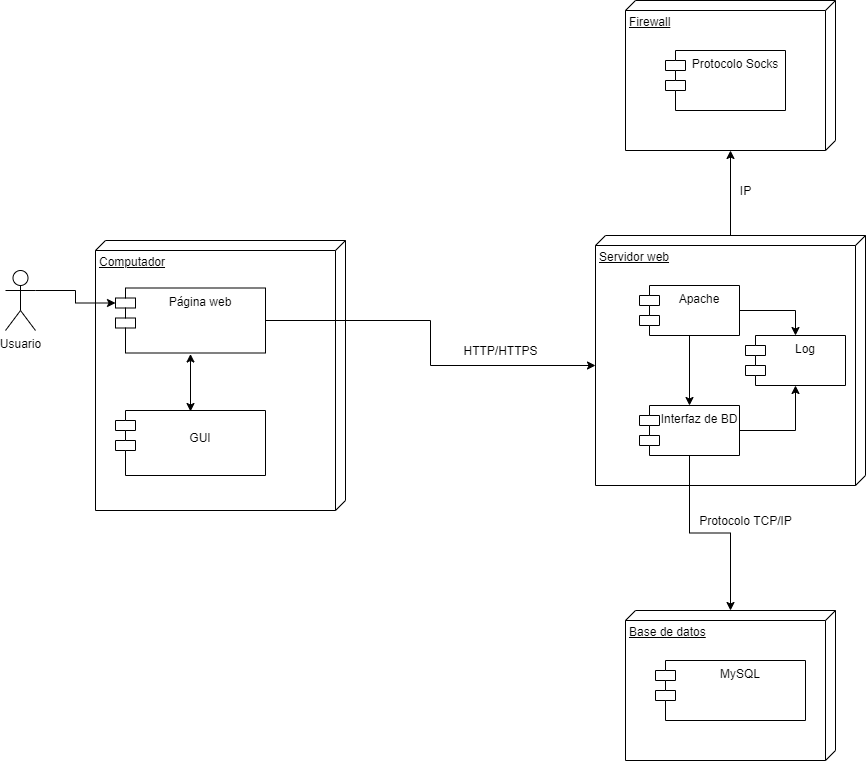 Firewall
Protocolo Socks
IP
Computador
Página web
Usuario
GUI
HTTP/HTTPS
Servidor web
Apache
Log
Interfaz de BD
Protocolo TCP/IP
Base de datos
MySQL